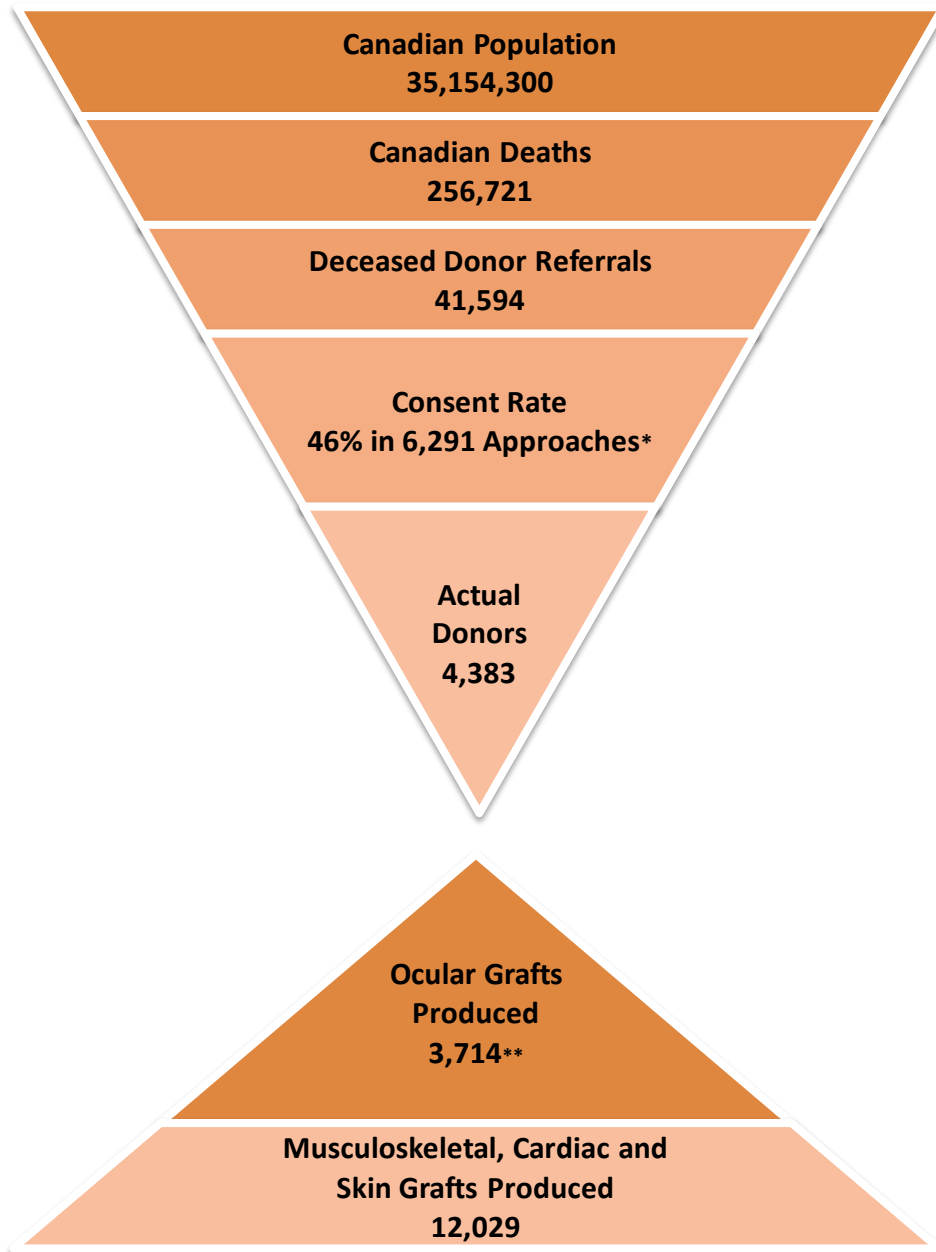 Canadian Population
35,154,300
Canadian Deaths
256,721
Deceased Donor Referrals
41,594
Consent Rate
46% in 6,291 Approaches*
Actual
Donors
4,383
Ocular Grafts
Produced
3,714**
Musculoskeletal, Cardiac and
Skin Grafts Produced
12,029